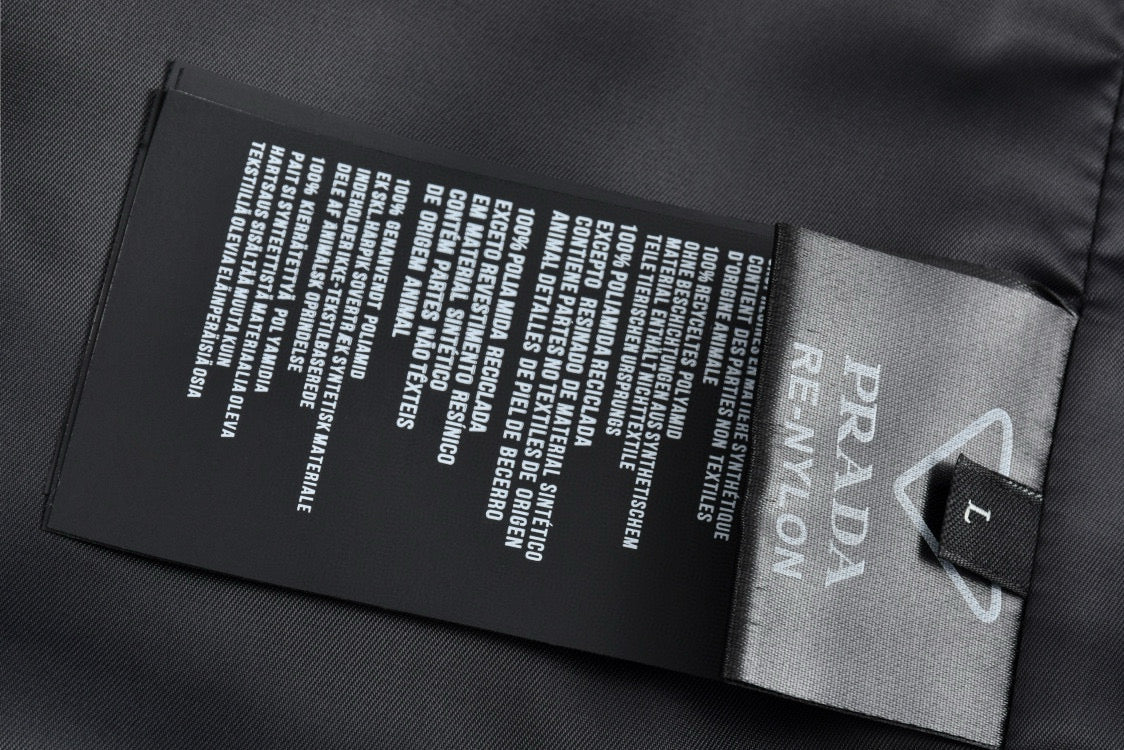 L
PRADA
RE-NYLON
CONTIENT DES PARTIES NON TEXTILES
D'ORIGINE ANIMALE
100% RECYCLES POLYAMID
OHNE BESCHICHTUNGEN AUS SYNTHETISCHEM
MATERIAL ENTHÄLT NICHTTEXTILE
TEILE TIERISCHEN URSPRUNGS
100% POLIAMIDA RECICLADA
EXCEPTO RESINADO DE MATERIAL SINTÉTICO
CONTIENE PARTES NO TEXTILES DE ORIGEN
ANIMAL DETALLES DE PIEL DE BECERRO
100% POLIAMIDA RECICLADA
EXCETO REVESTIMENTO RESÍNICO
EM MATERIAL SINTÉTICO
CONTÉM PARTES NÃO TÊXTEIS
DE ORIGEN ANIMAL
100% GENANVENDT POLIAMID
EKSKL. HARPIKSOVERTRÆK SYNTETISK MATERIALE
INDEHOLDER IKKE-TEKSTILBASEREDE
DELE AF ANIMALSK OPRINDELSE
100% KIERRÄTETTYÄ POLYAMIDIA
PAITSI SYNTEETTISTÄ MATERIAALIA OLEVA
HARTSAUS SISÄLTÄÄ MUUTA KUIN
TEKSTIILIÄ OLEVIA ELÄINPERÄISIÄ OSIA